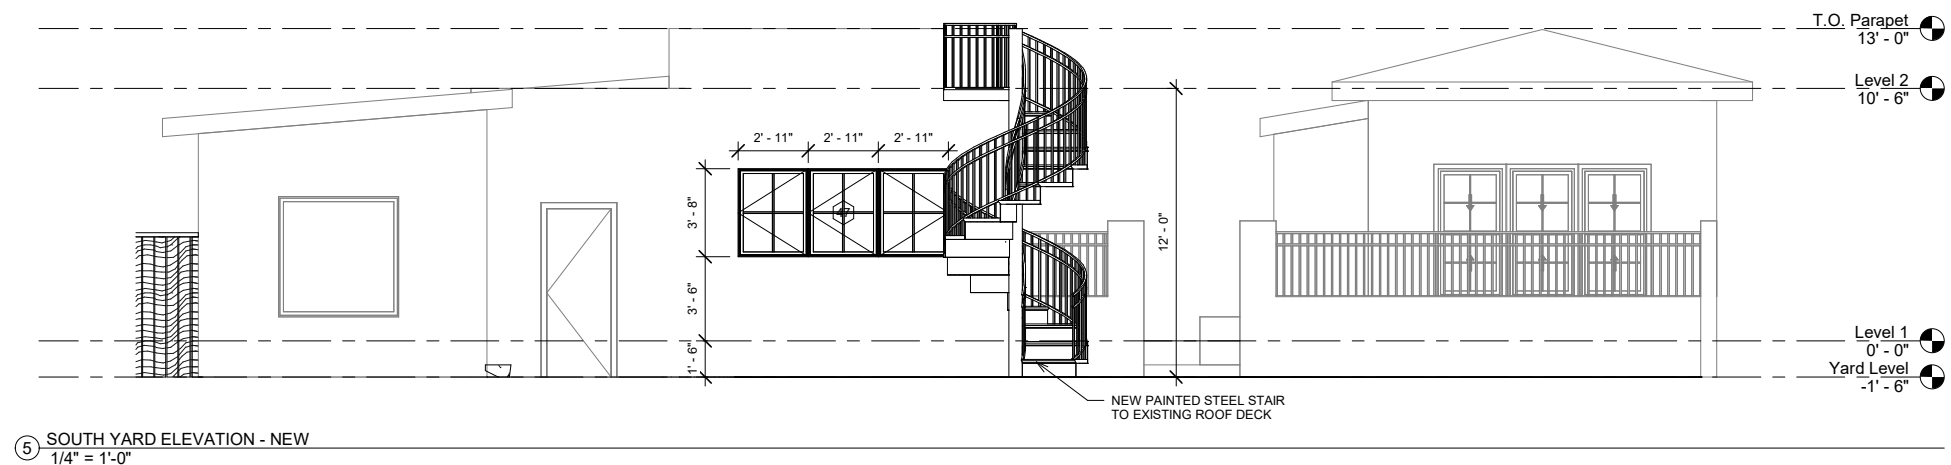 T.O. Parapet
13' - 0"
Level 2
10' - 6"
2' - 11"
2' - 11"
2' - 11"
3' - 8"
47
12' - 0"
3' - 6"
1' - 6"
Level 1
0' - 0"
Yard Level
-1' - 6"
NEW PAINTED STEEL STAIR
TO EXISTING ROOF DECK
5
SOUTH YARD ELEVATION - NEW
1/4" = 1'-0"